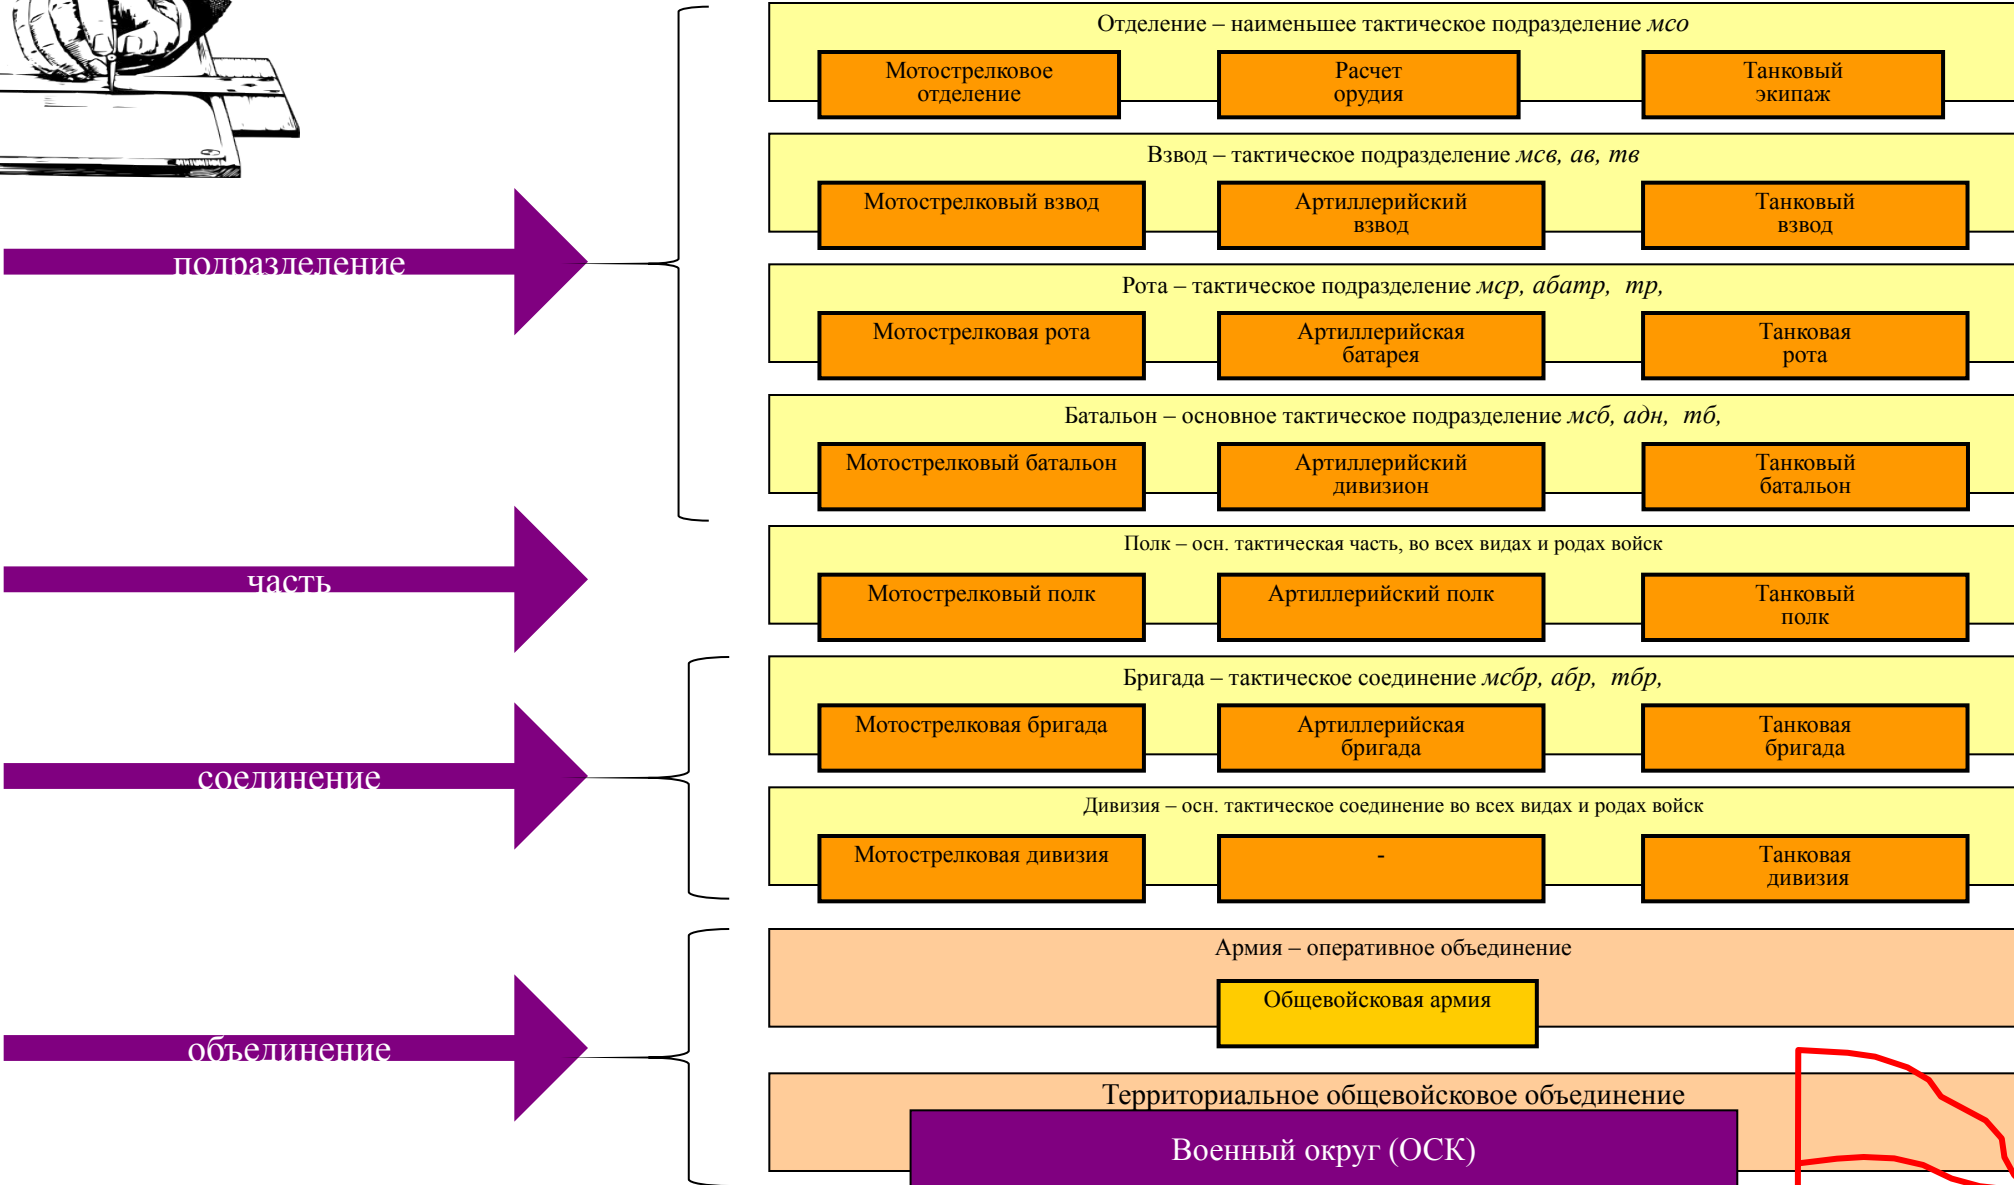 Отделение – наименьшее тактическое подразделение мсо
Мотострелковое
отделение
Расчет
орудия
Танковый
экипаж
Взвод – тактическое подразделение мсв, ав, тв
Мотострелковый взвод
Артиллерийский
взвод
Танковый
взвод
подразделение
Рота – тактическое подразделение мср, абатр, тр,
Мотострелковая рота
Артиллерийская
батарея
Танковая
рота
Батальон – основное тактическое подразделение мсб, адн, тб,
Мотострелковый батальон
Артиллерийский
дивизион
Танковый
батальон
часть
Полк – осн. тактическая часть, во всех видах и родах войск
Мотострелковый полк
Артиллерийский полк
Танковый
полк
соединение
Бригада – тактическое соединение мсбр, абр, тбр,
Мотострелковая бригада
Артиллерийская
бригада
Танковая
бригада
Дивизия – осн. тактическое соединение во всех видах и родах войск
Мотострелковая дивизия
-
Танковая
дивизия
объединение
Армия – оперативное объединение
Общевойсковая армия
Территориальное общевойсковое объединение
Военный округ (ОСК)